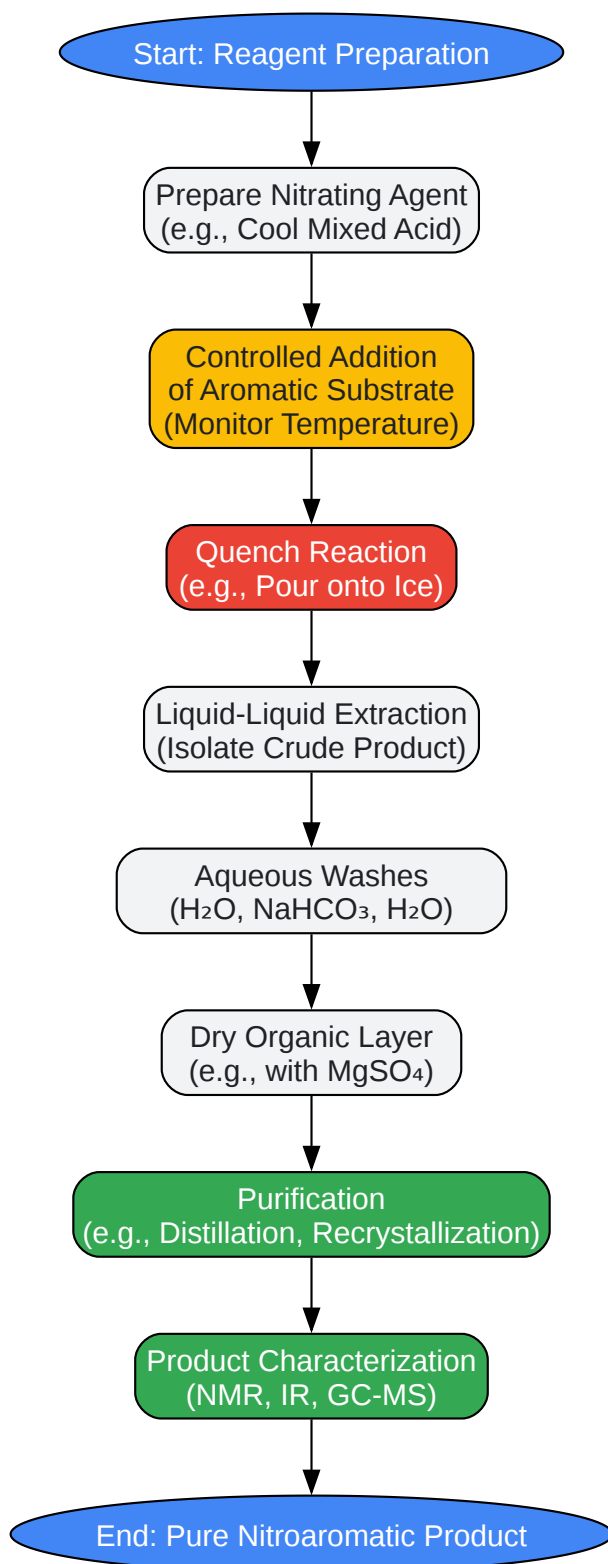 Start: Reagent Preparation
Prepare Nitrating Agent
(e.g., Cool Mixed Acid)
Controlled Addition
of Aromatic Substrate
(Monitor Temperature)
Quench Reaction
(e.g., Pour onto Ice)
Liquid-Liquid Extraction
(Isolate Crude Product)
Aqueous Washes
(H₂O, NaHCO₃, H₂O)
Dry Organic Layer
(e.g., with MgSO₄)
Purification
(e.g., Distillation, Recrystallization)
Product Characterization
(NMR, IR, GC-MS)
End: Pure Nitroaromatic Product